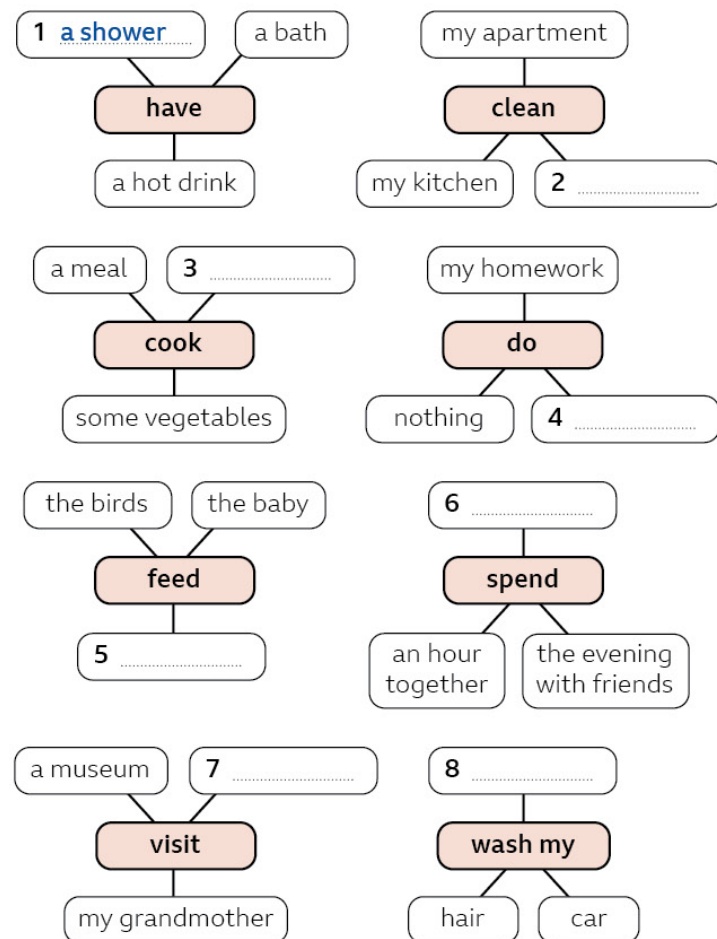 1 a shower
a bath
have
a hot drink
my apartment
clean
my kitchen
2
a meal
3
cook
some vegetables
my homework
do
nothing
4
the birds
the baby
feed
5
6
spend
an hour
together
the evening
with friends
a museum
7
visit
my grandmother
8
wash my
hair
car